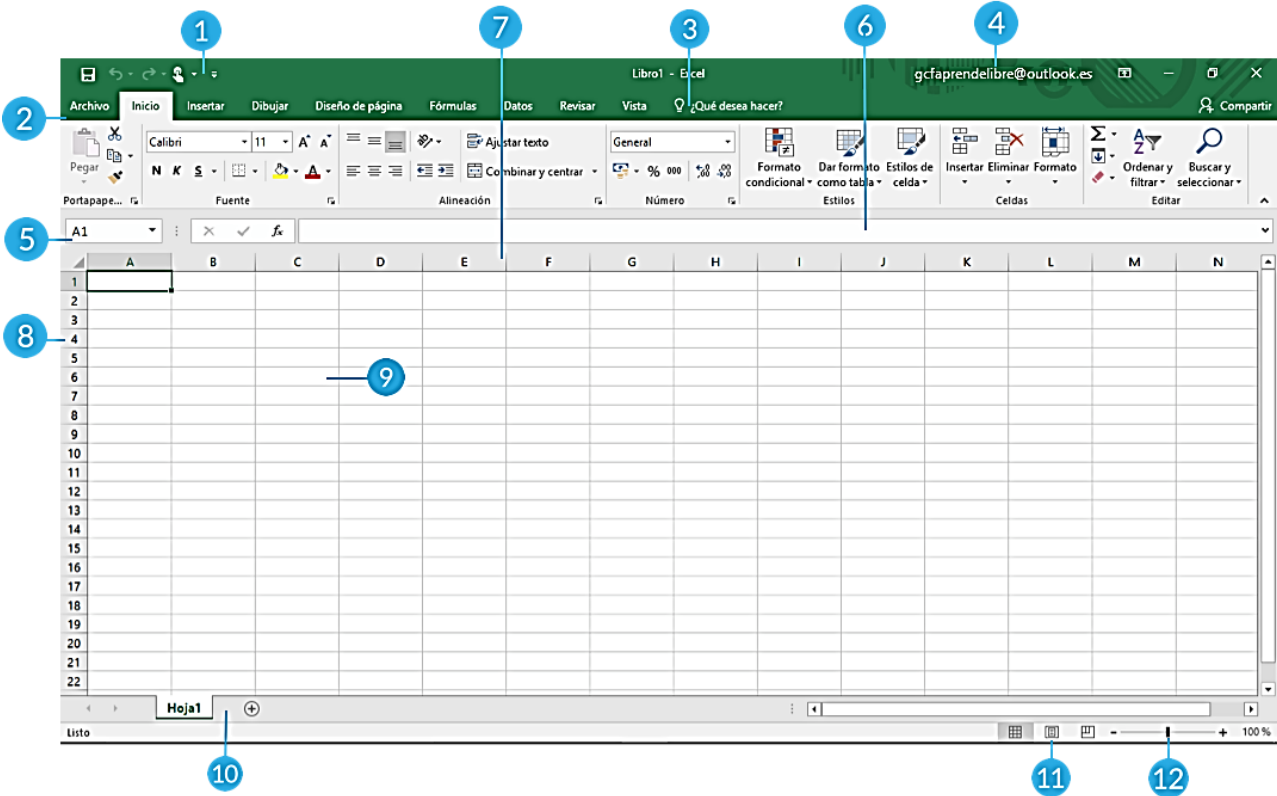 1 7 3 6 4
Libro1 - Excel gcfaprendelibre@outlook.es
2 Archivo Inicio Insertar Dibujar Diseño de página Fórmulas Datos Revisar Vista ¿Qué desea hacer? Compartir
Pegar Calibri 11 A A Ajustar texto General Formato condicional Dar formato como tabla Estilos de celda Insertar Eliminar Formato Σ Ordenar y filtrar Buscar y seleccionar
N K S A Combinar y centrar % 000
Portapape... Fuente Alineación Número Estilos Celdas Editar
5 A1 fx
A B C D E F G H I J K L M N
1
2
3
8 4
5
6 9
7
8
9
10
11
12
13
14
15
16
17
18
19
20
21
22
Hoja1
Listo - + 100 %
10 11 12